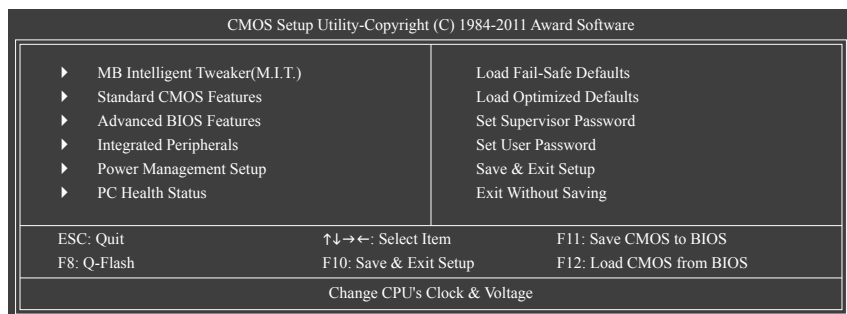 CMOS Setup Utility-Copyright (C) 1984-2011 Award Software
MB Intelligent Tweaker(M.I.T.)
Standard CMOS Features
Advanced BIOS Features
Integrated Peripherals
Power Management Setup
PC Health Status
Load Fail-Safe Defaults
Load Optimized Defaults
Set Supervisor Password
Set User Password
Save & Exit Setup
Exit Without Saving
ESC: Quit ↑↓→←: Select Item F11: Save CMOS to BIOS
F8: Q-Flash F10: Save & Exit Setup F12: Load CMOS from BIOS
Change CPU's Clock & Voltage